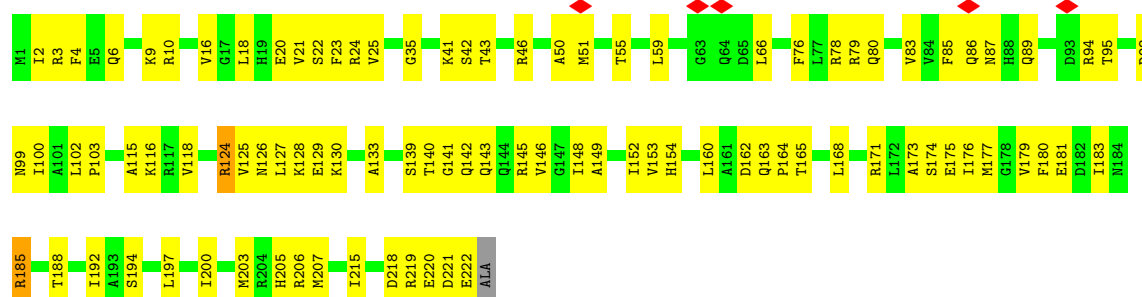 M1 I2 R3 F4 E5 Q6 K9 R10 V16 G17 L18 H19 E20 V21 S22 F23 R24 V25 G35 K41 S42 T43 R46 A50 M51 T55 L59 G63 Q64 D65 L66 F76 L77 R78 R79 Q80 V83 V84 F85 Q86 N87 H88 Q89 D93 R94 T95
N99 I100 A101 L102 P103 A115 K116 R117 V118 R124 V125 N126 L127 K128 E129 K130 A133 S139 T140 G141 Q142 Q143 Q144 R145 V146 G147 I148 A149 I152 V153 H154 L160 A161 D162 Q163 P164 T165 L168 R171 L172 A173 S174 E175 I176 M177 G178 V179 F180 E181 D182 I183 N184
R185 T188 I192 A193 S194 L197 I200 M203 R204 H205 R206 M207 I215 D218 R219 E220 D221 E222 ALA